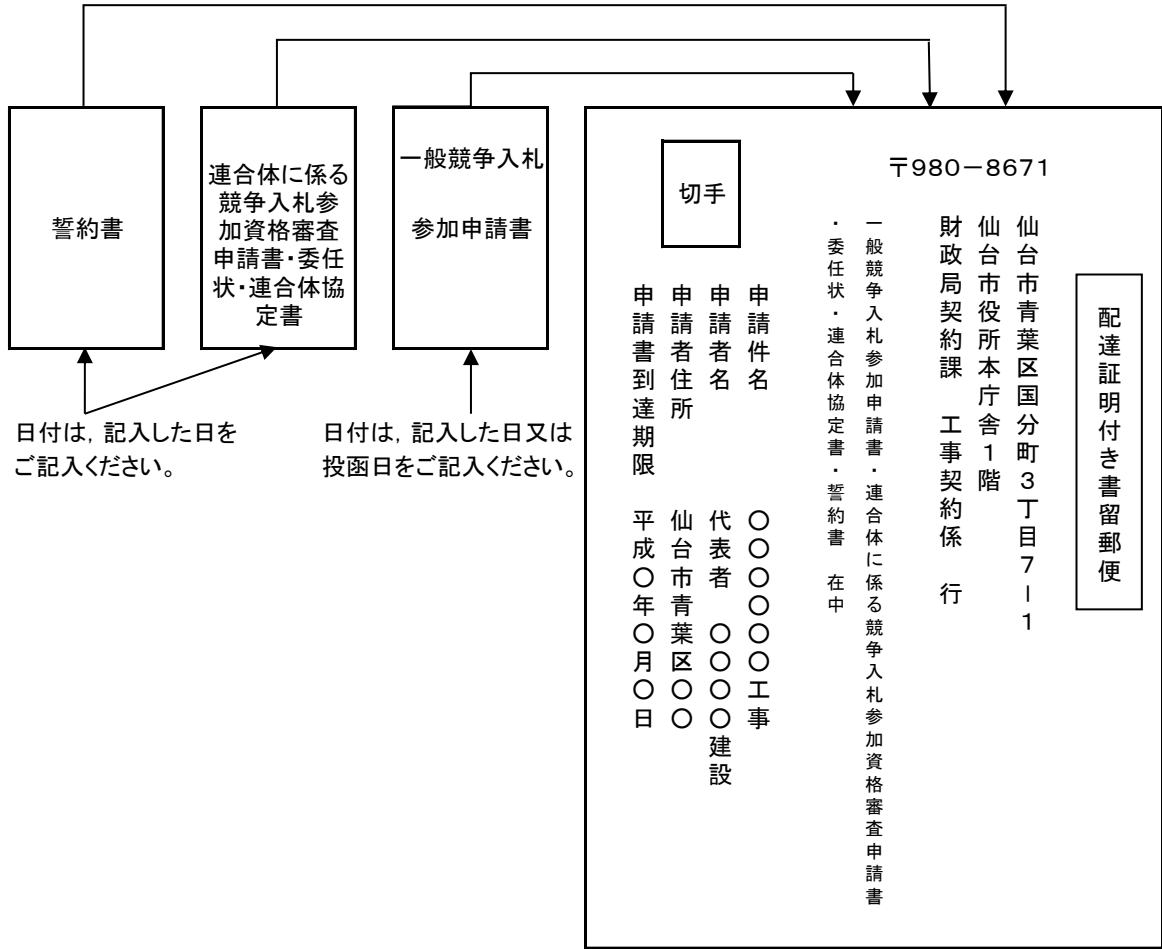 誓約書
連合体に係る
競争入札参
加資格審査
申請書・委任
状・連合体協
定書
一般競争入札
参加申請書
日付は,記入した日を
ご記入ください。
日付は,記入した日又は
投函日をご記入ください。
切手
〒980-8671
配達証明付き書留郵便
仙台市青葉区国分町3丁目7-1
仙台市役所本庁舎1階
財政局契約課 工事契約係 行
一般競争入札参加申請書・連合体に係る競争入札参加資格審査申請書
・委任状・連合体協定書・誓約書 在中
申請件名 〇〇〇〇〇〇工事
申請者名 代表者 〇〇〇〇建設
申請者住所 仙台市青葉区〇〇
申請書到達期限 平成〇年〇月〇日